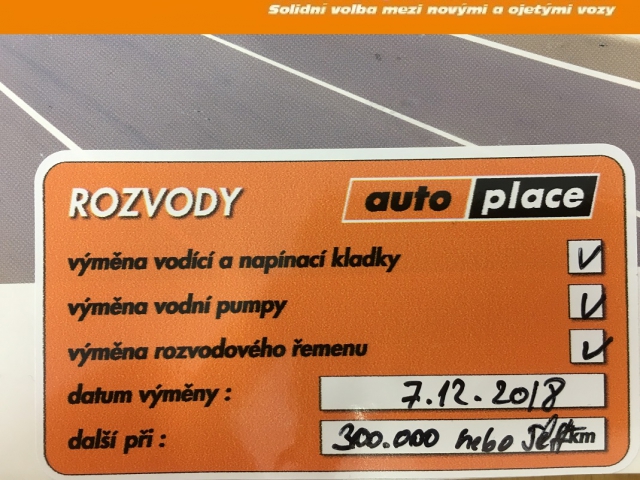 Solidní volba mezi novými a ojetými vozy
ROZVODY auto place
výměna vodící a napínací kladky
výměna vodní pumpy
výměna rozvodového řemenu
datum výměny : 7.12.2018
další při : 300.000 nebo km